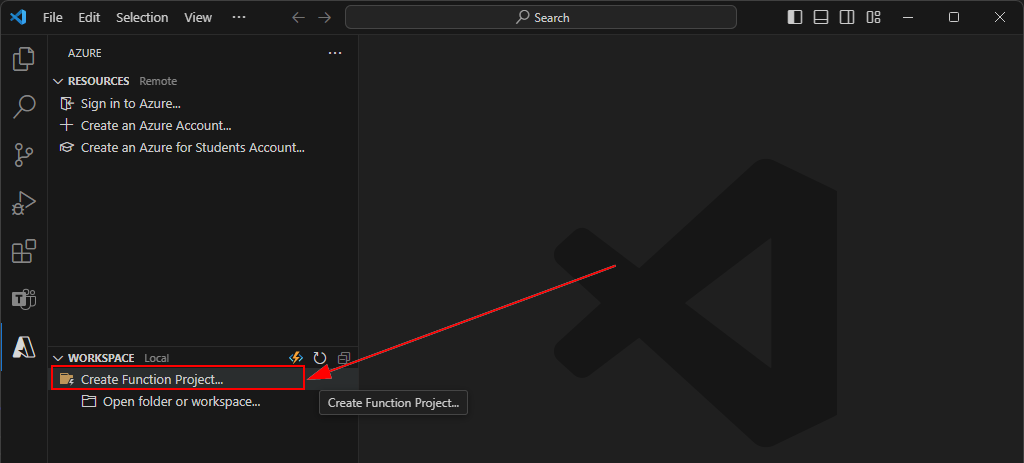 File Edit Selection View ··· Search
AZURE ···
RESOURCES Remote
Sign in to Azure...
Create an Azure Account...
Create an Azure for Students Account...
WORKSPACE Local
Create Function Project...
Open folder or workspace...
Create Function Project...